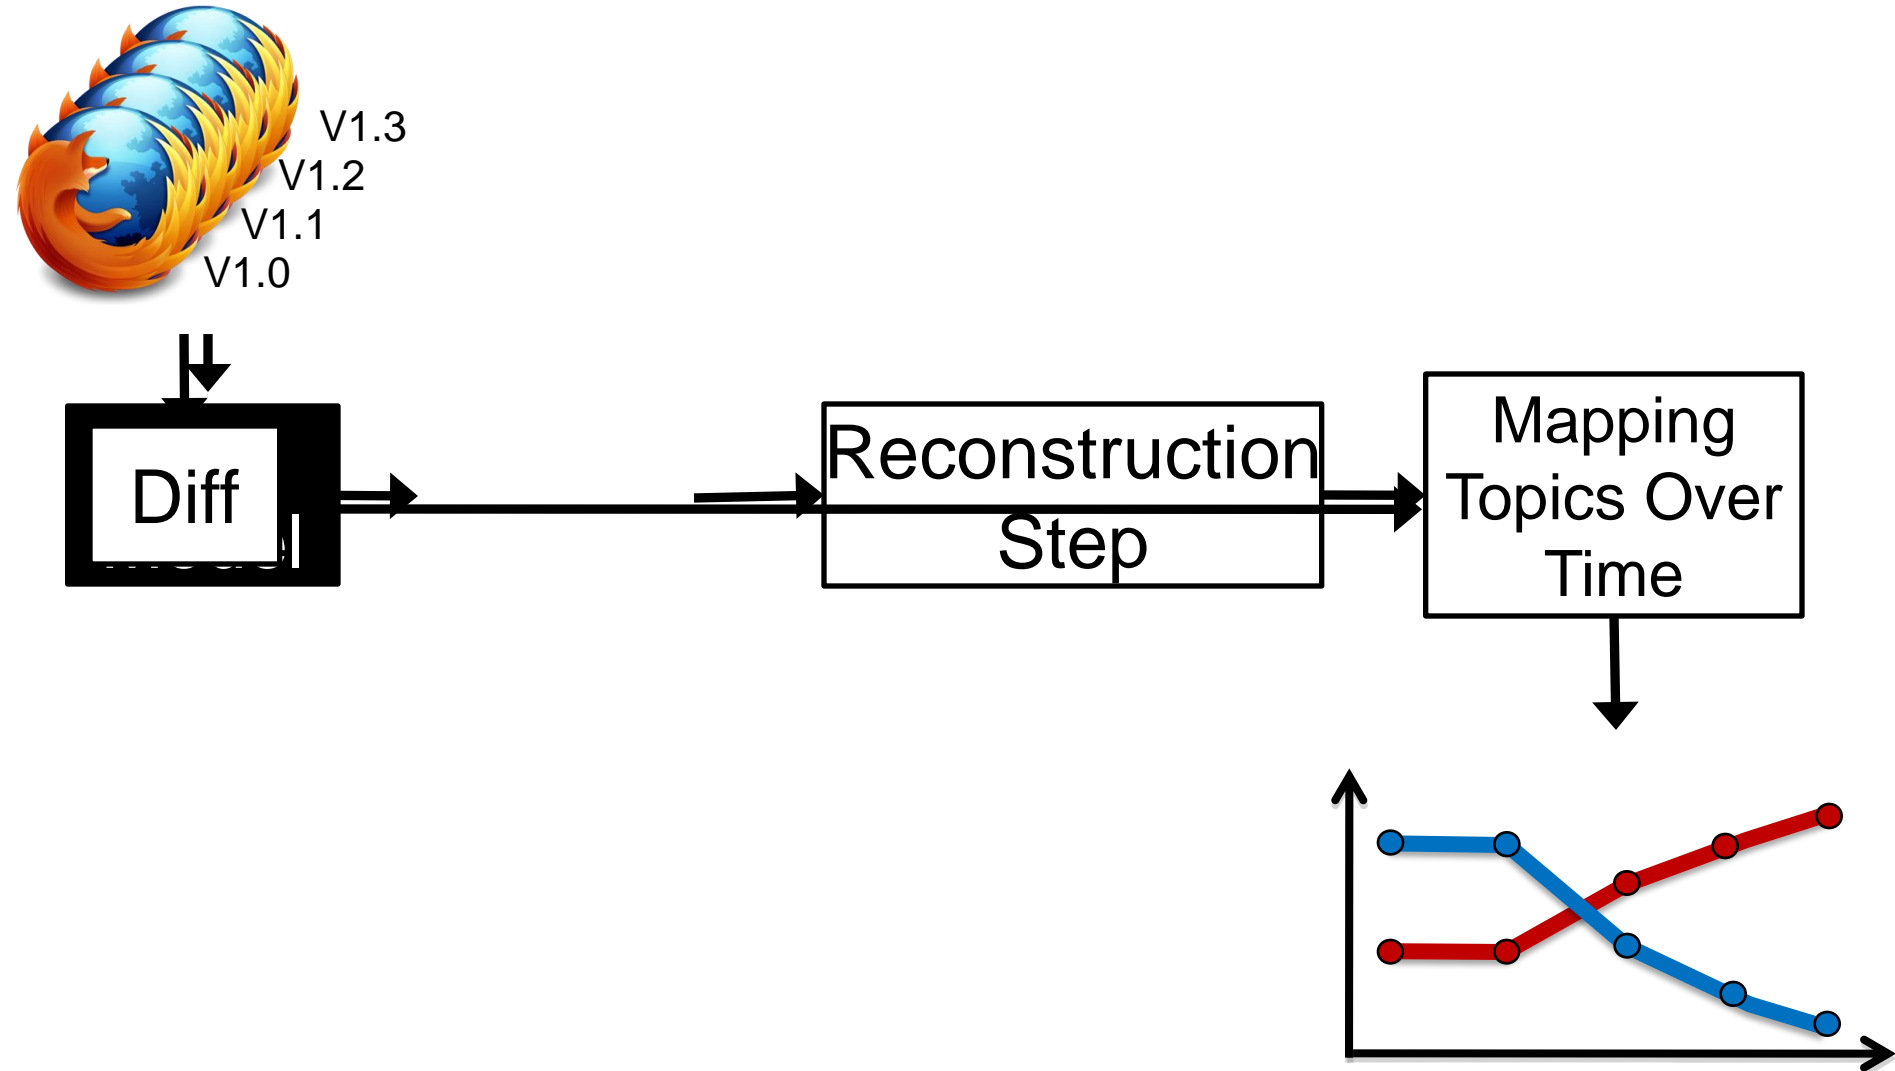 V1.3
V1.2
V1.1
V1.0
Diff
Reconstruction
Step
Mapping
Topics Over
Time